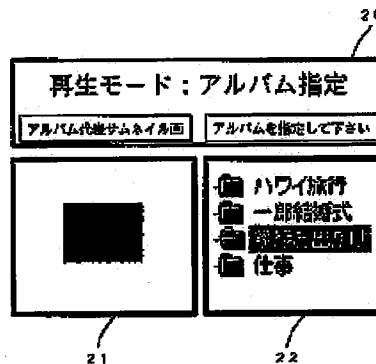 20
再生モード：アルバム指定
アルバム代表サムネイル画 アルバムを指定して下さい
ハワイ旅行
一郎結婚式
仕事
21 22